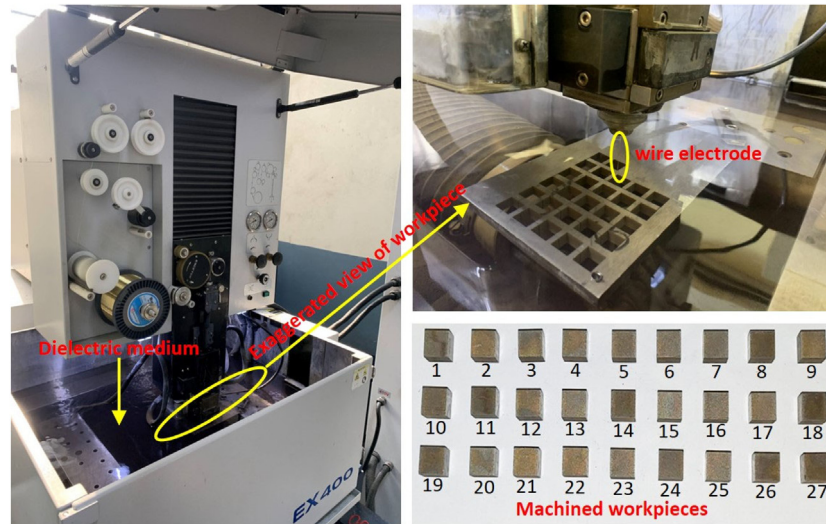 Dielectric medium
Exaggerated view of workpiece
EX400
wire electrode
1 2 3 4 5 6 7 8 9
10 11 12 13 14 15 16 17 18
19 20 21 22 23 24 25 26 27
Machined workpieces